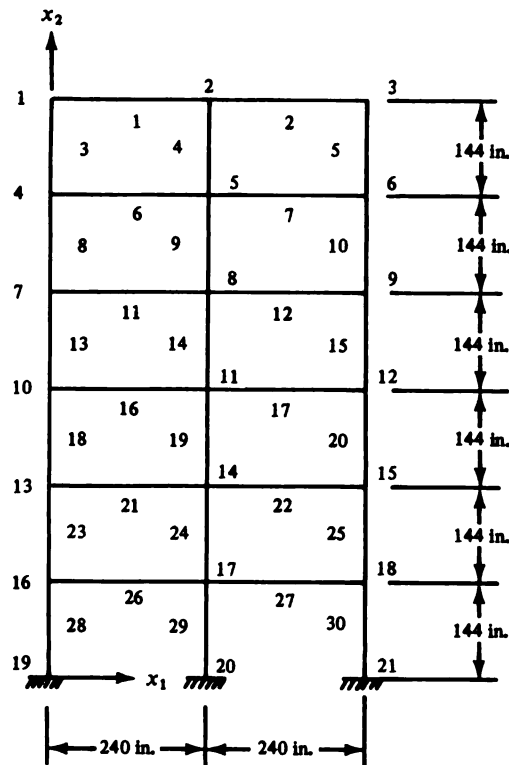 x₂
1 2 3
1 2
3 4 5 144 in.
4 5 6
6 7
8 9 10 144 in.
7 8 9
11 12
13 14 15 144 in.
10 11 12
16 17
18 19 20 144 in.
13 14 15
21 22
23 24 25 144 in.
16 17 18
26 27
28 29 30 144 in.
19 x₁ 20 21
240 in. 240 in.